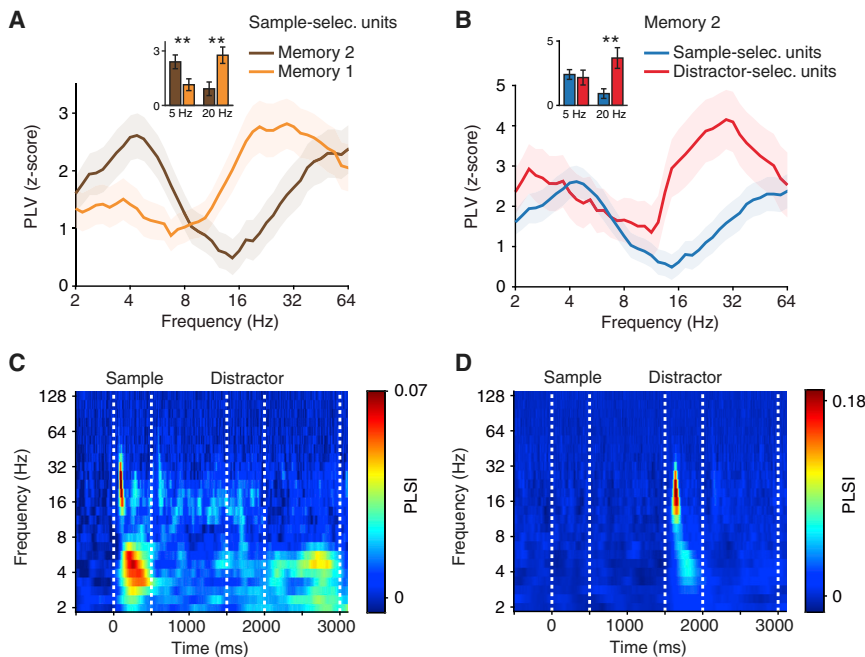 A
Sample-selec. units
Memory 2
Memory 1
** **
3
0
5 Hz 20 Hz
PLV (z-score)
3
2
1
0
2 4 8 16 32 64
Frequency (Hz)
B
Memory 2
Sample-selec. units
Distractor-selec. units
**
5
0
5 Hz 20 Hz
PLV (z-score)
5
4
3
2
1
0
2 4 8 16 32 64
Frequency (Hz)
C
Sample Distractor
Frequency (Hz)
128
64
32
16
8
4
2
0 1000 2000 3000
Time (ms)
0.07
PLSI
0
D
Sample Distractor
Frequency (Hz)
128
64
32
16
8
4
2
0 1000 2000 3000
Time (ms)
0.18
PLSI
0